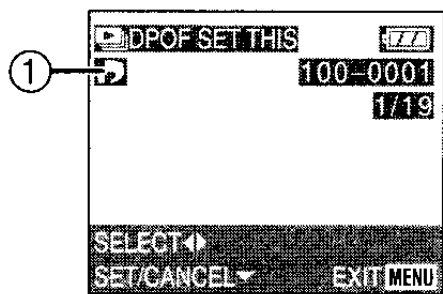 DPOF SET THIS
1
100-0001
1/19
SELECT
SET/CANCEL
EXIT MENU